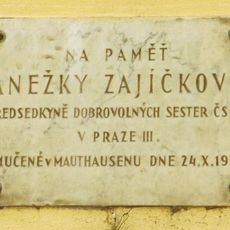 NA PAMĚŤ
ANEŽKY ZAJÍČKOV
ŘEDSEDKYNĚ DOBROVOLNÝCH SESTER ČS
V PRAZE III.
MUČENÉ V MAUTHAUSENU DNE 24.X.19